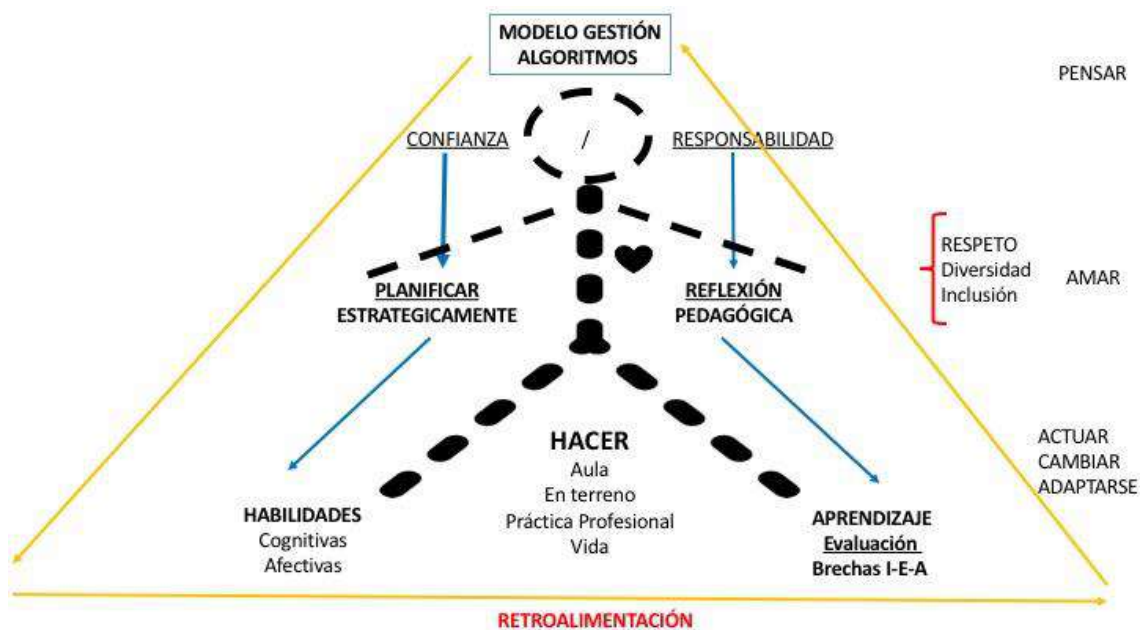 MODELO GESTIÓN
ALGORITMOS
PENSAR
CONFIANZA
/
RESPONSABILIDAD
RESPETO
Diversidad
Inclusión
AMAR
PLANIFICAR
ESTRATEGICAMENTE
REFLEXIÓN
PEDAGÓGICA
HACER
Aula
En terreno
Práctica Profesional
Vida
ACTUAR
CAMBIAR
ADAPTARSE
HABILIDADES
Cognitivas
Afectivas
APRENDIZAJE
Evaluación
Brechas I-E-A
RETROALIMENTACIÓN